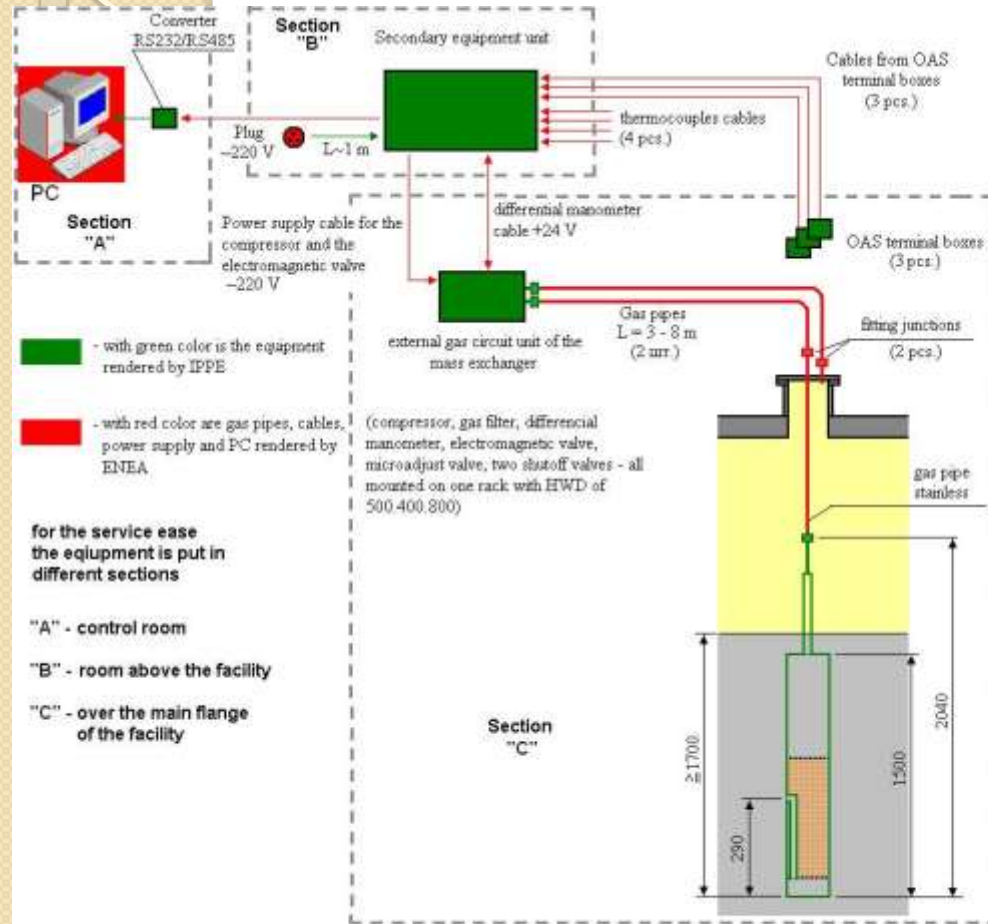 Converter
RS232/RS485
PC
Section
"A"
Section
"B"
Secondary equipment unit
Plug
~220 V
L~1 m
thermocouples cables
(4 pcs.)
Cables from OAS
terminal boxes
(3 pcs.)
Power supply cable for the
compressor and the
electromagnetic valve
~220 V
differential manometer
cable +24 V
OAS terminal boxes
(3 pcs.)
external gas circuit unit of the
mass exchanger
Gas pipes
L = 3 - 8 m
(2 шт.)
fitting junctions
(2 pcs.)
- with green color is the equipment
rendered by IPPE
- with red color are gas pipes, cables,
power supply and PC rendered by
ENEA
(compressor, gas filter, differencial
manometer, electromagnetic valve,
microadjust valve, two shutoff valves - all
mounted on one rack with HWD of
500.400.800)
gas pipe
stainless
for the service ease
the eqiupment is put in
different sections
"A" - control room
"B" - room above the facility
"C" - over the main flange
of the facility
Section
"C"
≥1700
290
1500
2040